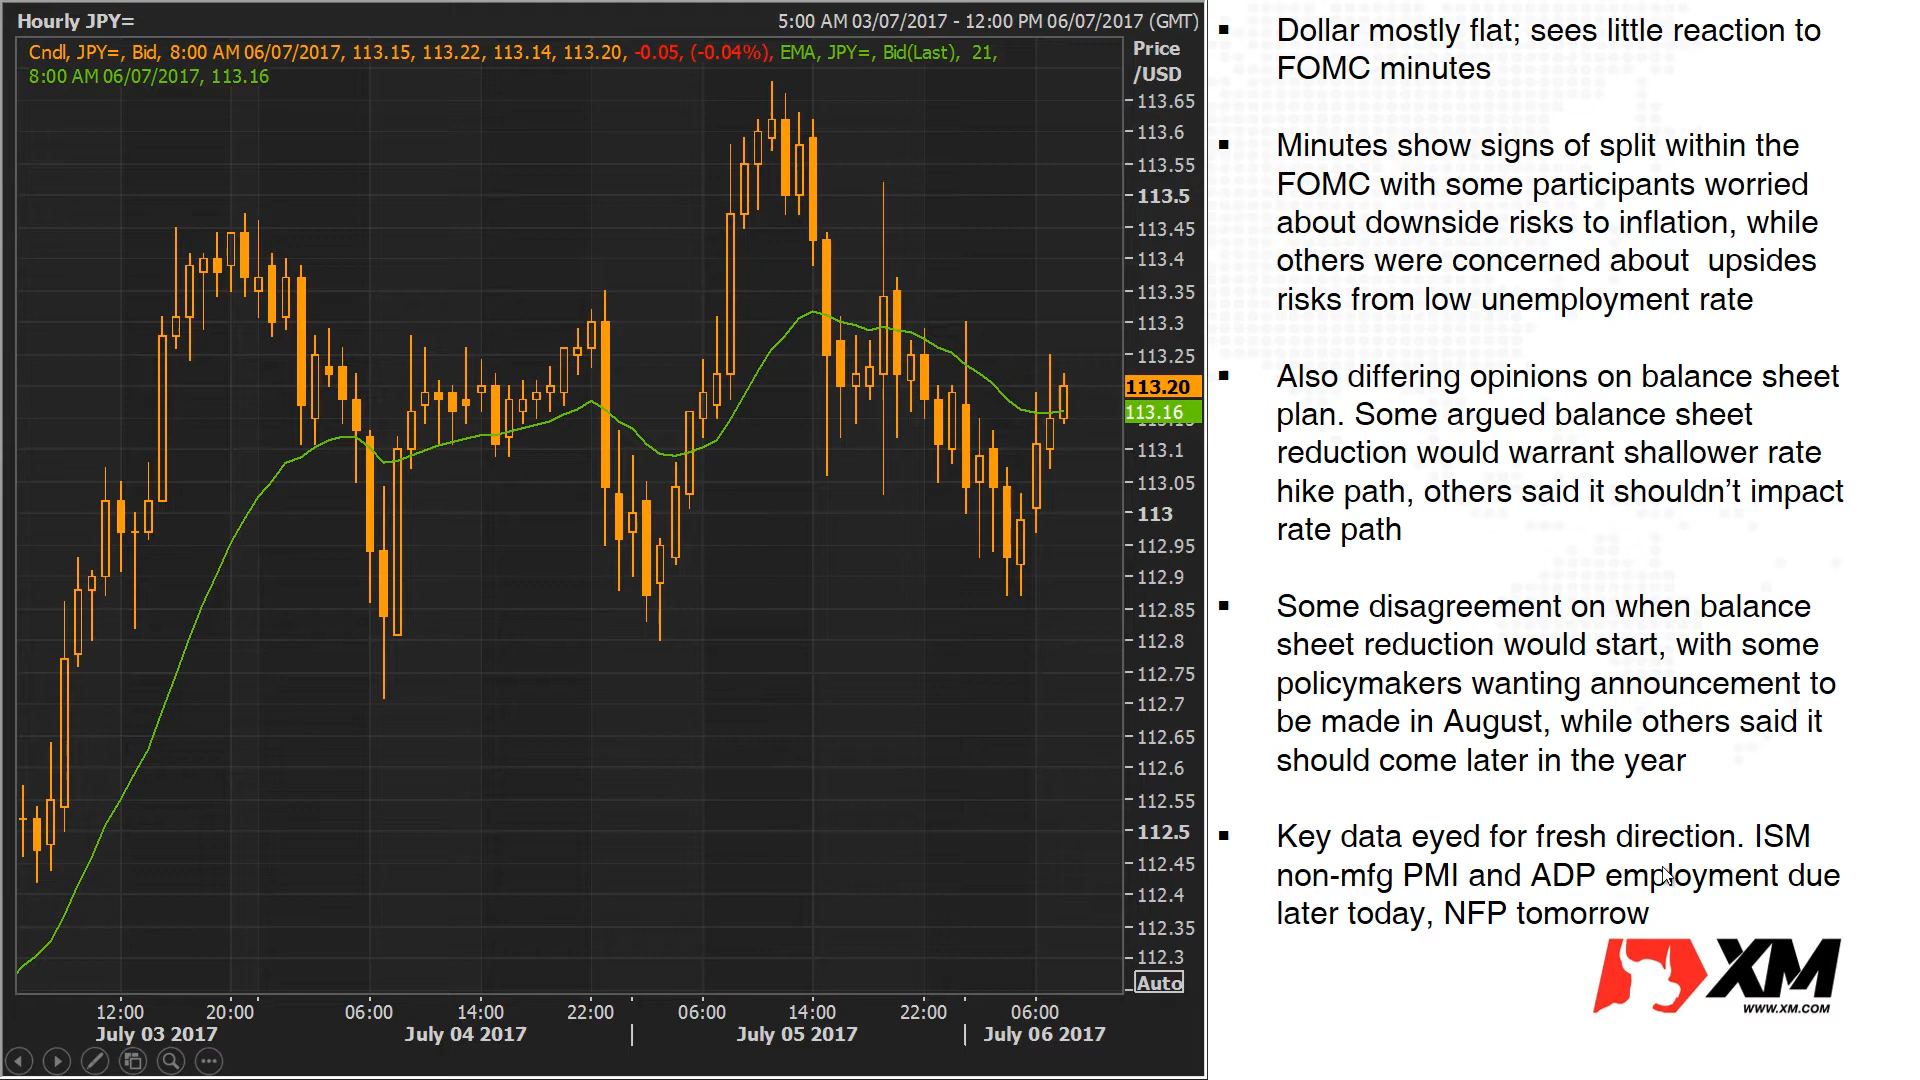 Hourly JPY=
5:00 AM 03/07/2017 - 12:00 PM 06/07/2017 (GMT)
Cndl, JPY=, Bid, 8:00 AM 06/07/2017, 113.15, 113.22, 113.14, 113.20, -0.05, (-0.04%), EMA, JPY=, Bid(Last), 21,
8:00 AM 06/07/2017, 113.16
Price
/USD
113.65
113.6
113.55
113.5
113.45
113.4
113.35
113.3
113.25
113.20
113.16
113.1
113.05
113
112.95
112.9
112.85
112.8
112.75
112.7
112.65
112.6
112.55
112.5
112.45
112.4
112.35
112.3
Auto
12:00 20:00 06:00 14:00 22:00 06:00 14:00 22:00 06:00
July 03 2017 July 04 2017 July 05 2017 July 06 2017
▪ Dollar mostly flat; sees little reaction to
FOMC minutes
▪ Minutes show signs of split within the
FOMC with some participants worried
about downside risks to inflation, while
others were concerned about  upsides
risks from low unemployment rate
▪ Also differing opinions on balance sheet
plan. Some argued balance sheet
reduction would warrant shallower rate
hike path, others said it shouldn’t impact
rate path
▪ Some disagreement on when balance
sheet reduction would start, with some
policymakers wanting announcement to
be made in August, while others said it
should come later in the year
▪ Key data eyed for fresh direction. ISM
non-mfg PMI and ADP employment due
later today, NFP tomorrow
XM
WWW.XM.COM